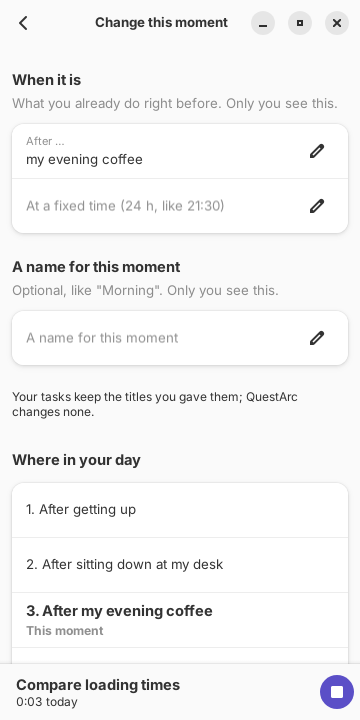 Change this moment
When it is
What you already do right before. Only you see this.
After …
my evening coffee
At a fixed time (24 h, like 21:30)
A name for this moment
Optional, like "Morning". Only you see this.
A name for this moment
Your tasks keep the titles you gave them; QuestArc
changes none.
Where in your day
1. After getting up
2. After sitting down at my desk
3. After my evening coffee
This moment
Compare loading times
0:03 today